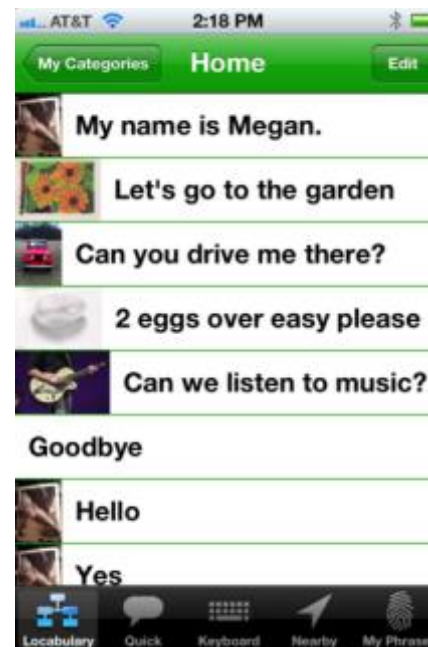 AT&T 2:18 PM
My Categories Home Edit
My name is Megan.
Let's go to the garden
Can you drive me there?
2 eggs over easy please
Can we listen to music?
Goodbye
Hello
Yes
Locabulary Quick Keyboard Nearby My Phrase